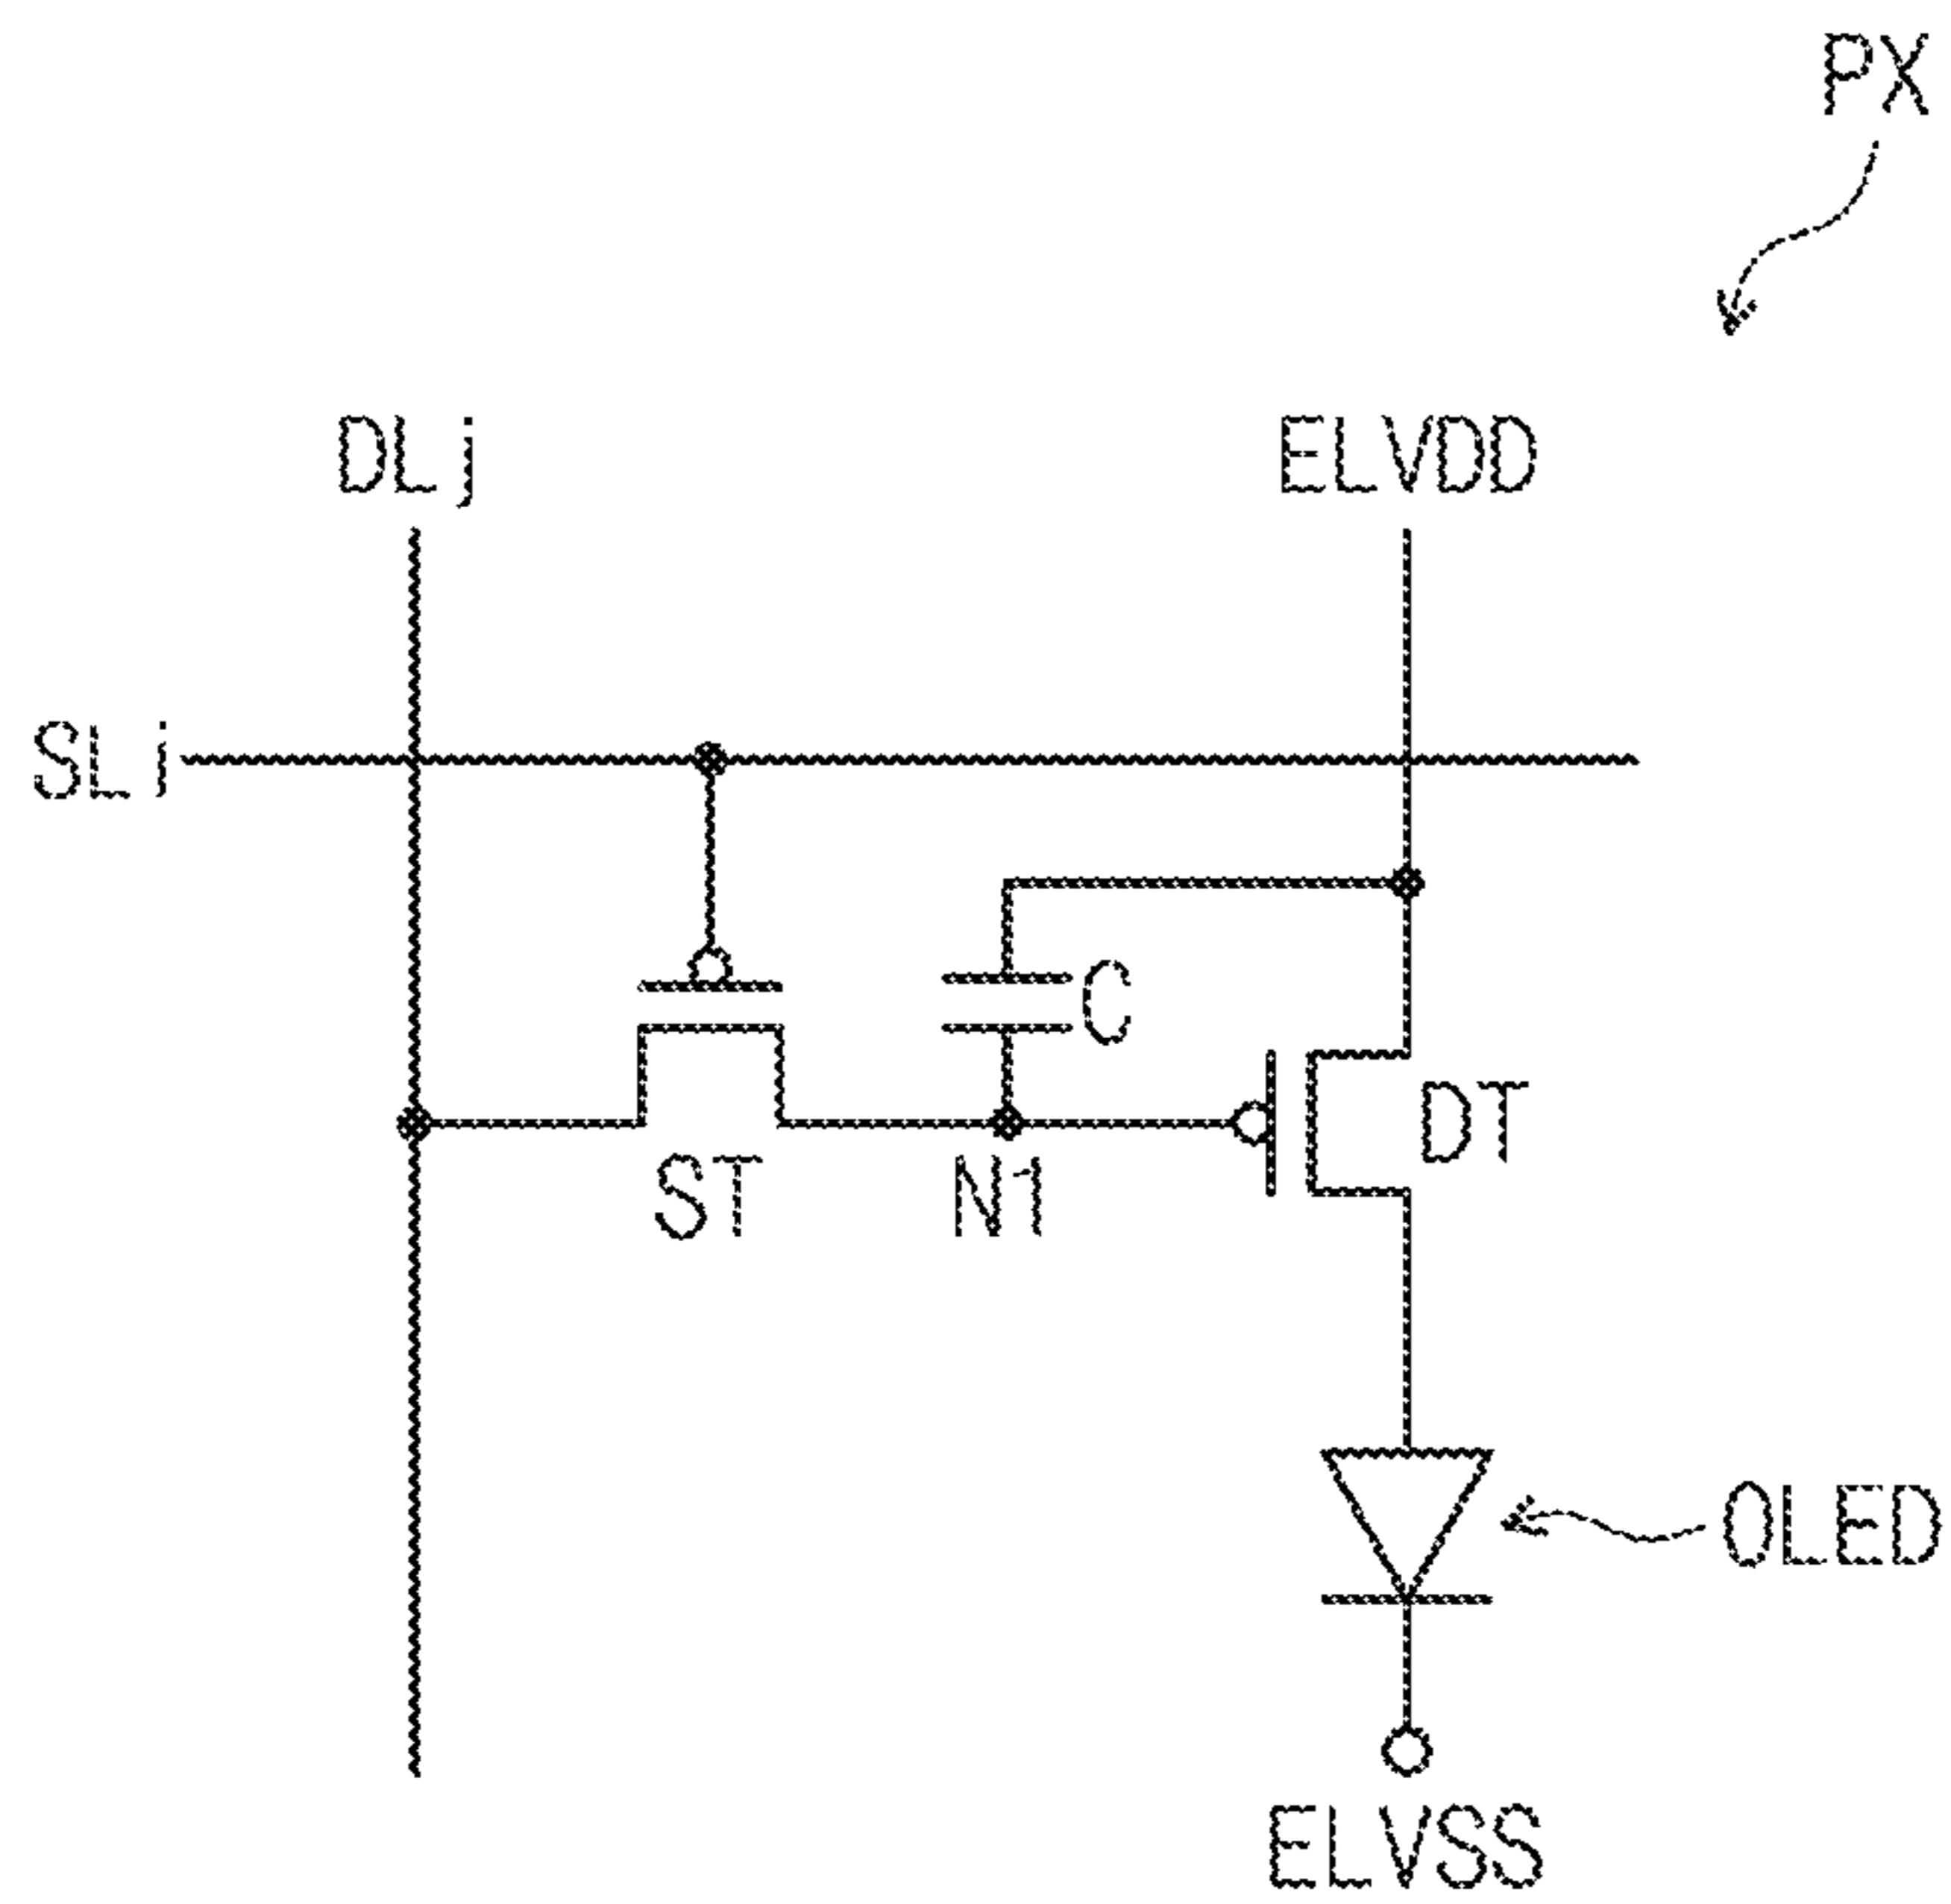 PX
DLj
ELVDD
SLi
C
DT
ST
N1
OLED
ELVSS